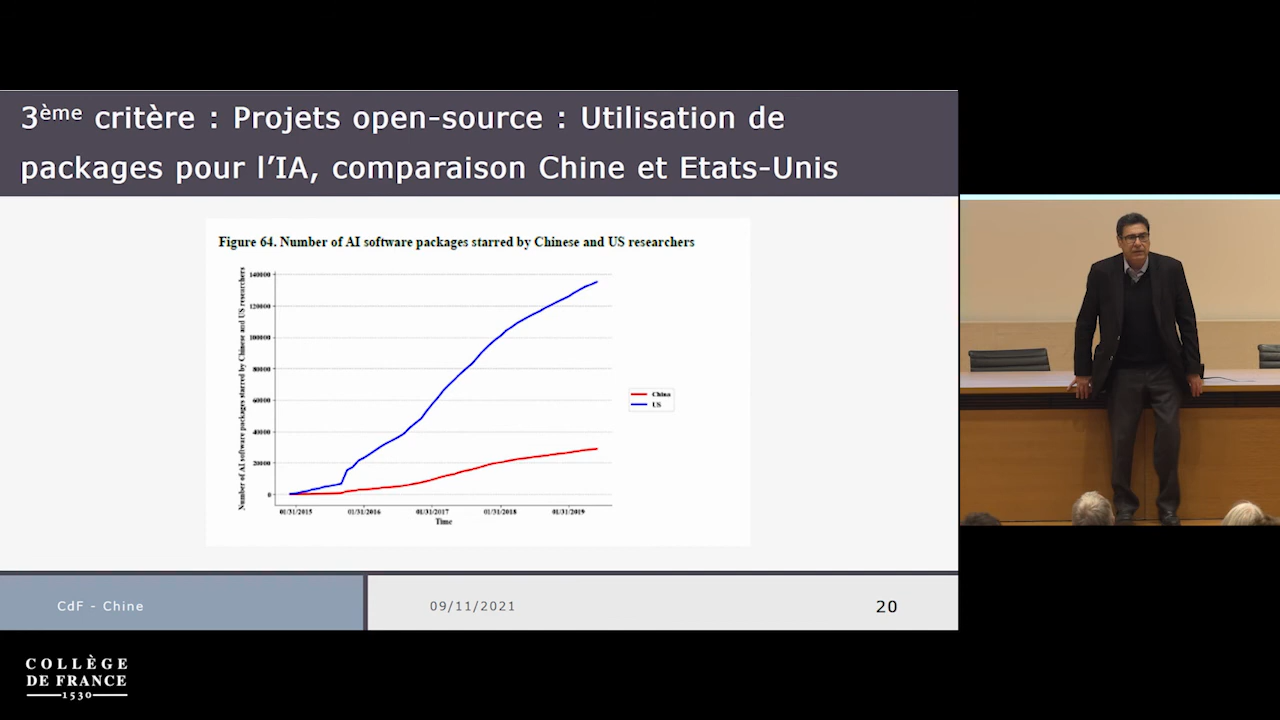 3ème critère : Projets open-source : Utilisation de
packages pour l’IA, comparaison Chine et Etats-Unis
Figure 64. Number of AI software packages starred by Chinese and US researchers
Number of AI software packages starred by Chinese and US researchers
140000
120000
100000
80000
60000
40000
20000
0
01/31/2015
01/31/2016
01/31/2017
01/31/2018
01/31/2019
Time
China
US
CdF - Chine
09/11/2021
20
COLLÈGE
DE FRANCE
1530